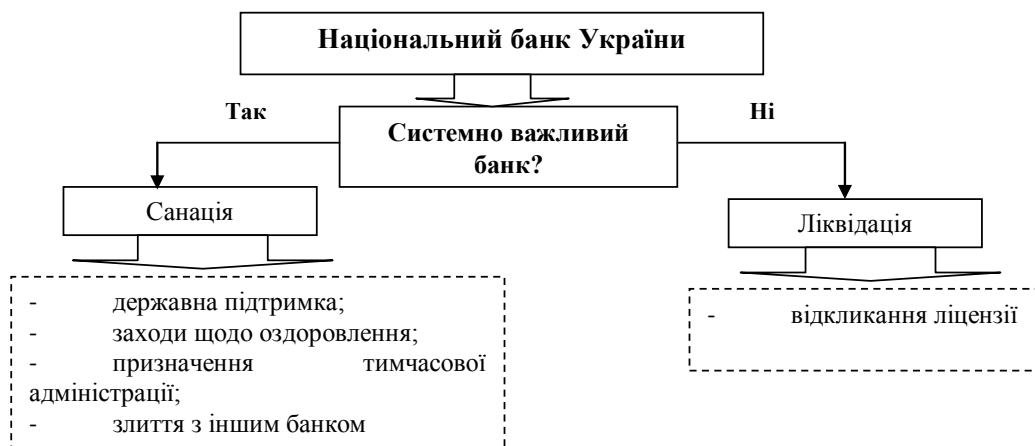 Національний банк України
Так
Ні
Системно важливий
банк?
Санація
Ліквідація
- державна підтримка;
- заходи щодо оздоровлення;
- призначення тимчасової
адміністрації;
- злиття з іншим банком
- відкликання ліцензії